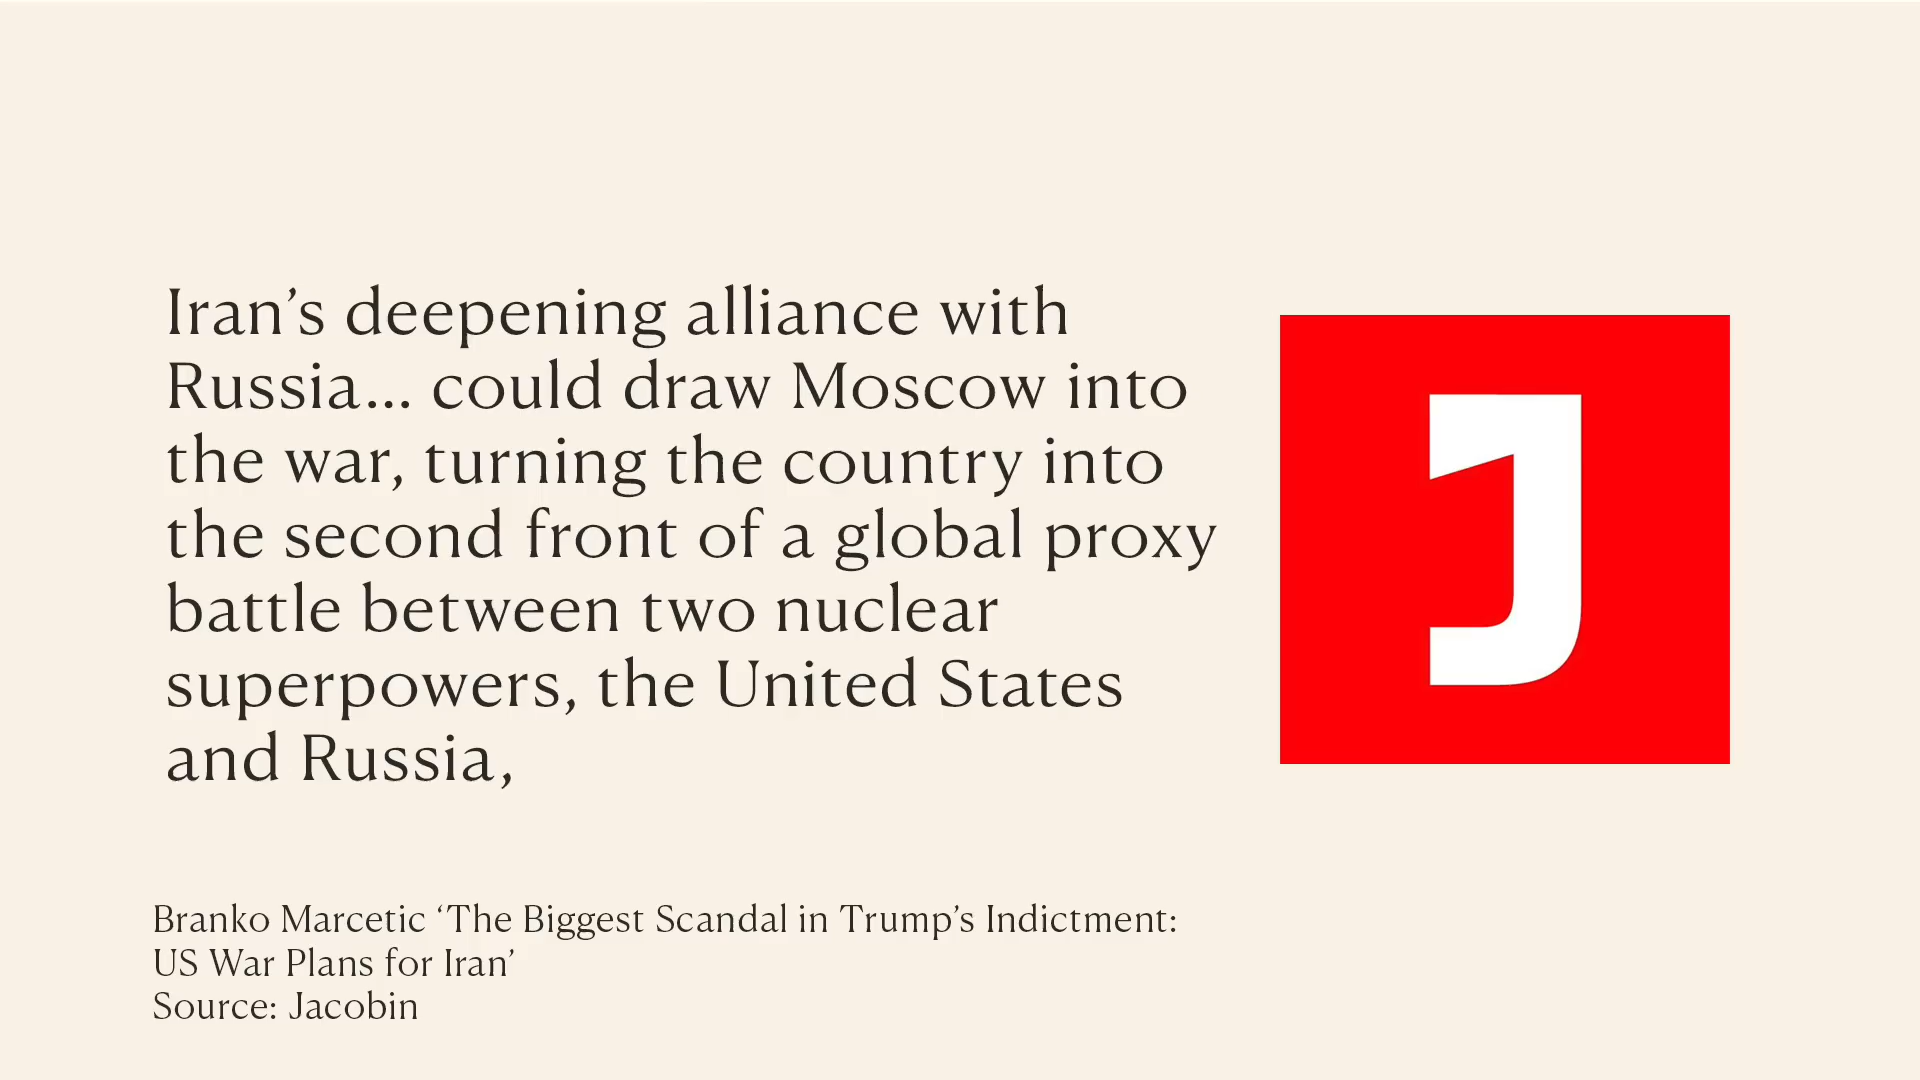 Iran’s deepening alliance with
Russia... could draw Moscow into
the war, turning the country into
the second front of a global proxy
battle between two nuclear
superpowers, the United States
and Russia,
J
Branko Marcetic ‘The Biggest Scandal in Trump’s Indictment:
US War Plans for Iran’
Source: Jacobin